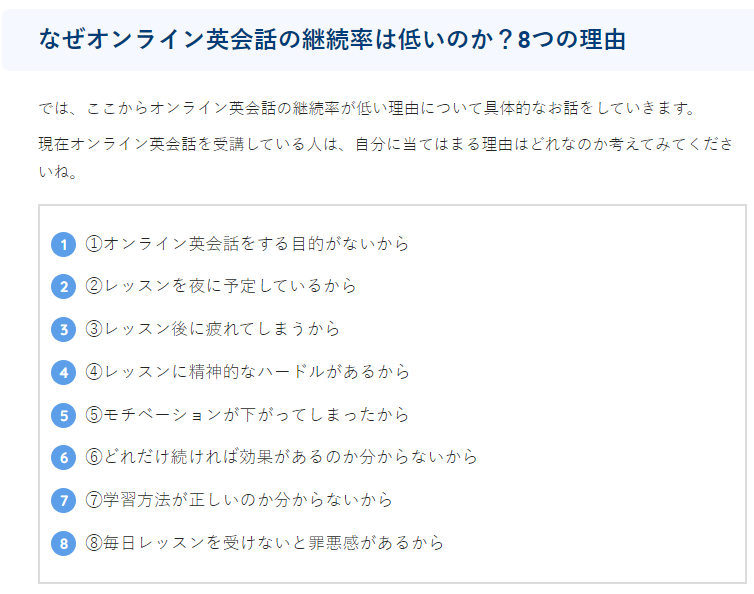 なぜオンライン英会話の継続率は低いのか？8つの理由
では、ここからオンライン英会話の継続率が低い理由について具体的なお話をしていきます。
現在オンライン英会話を受講している人は、自分に当てはまる理由はどれなのか考えてみてくださ
いね。
1 ①オンライン英会話をする目的がないから
2 ②レッスンを夜に予定しているから
3 ③レッスン後に疲れてしまうから
4 ④レッスンに精神的なハードルがあるから
5 ⑤モチベーションが下がってしまったから
6 ⑥どれだけ続ければ効果があるのか分からないから
7 ⑦学習方法が正しいのか分からないから
8 ⑧毎日レッスンを受けないと罪悪感があるから